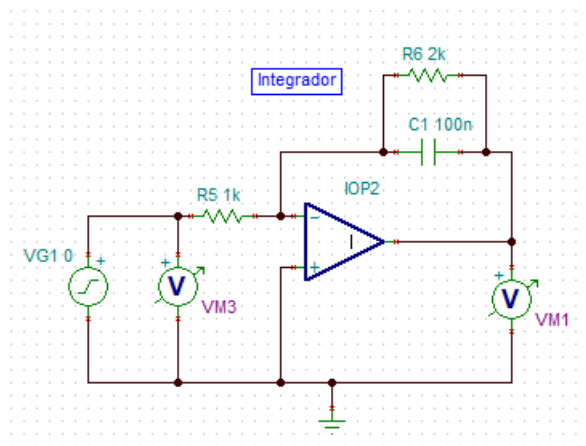 R6 2k
Integrador
C1 100n
R5 1k
IOP2
I
VG1 0
+
+
V
VM3
−
+
+
V
VM1